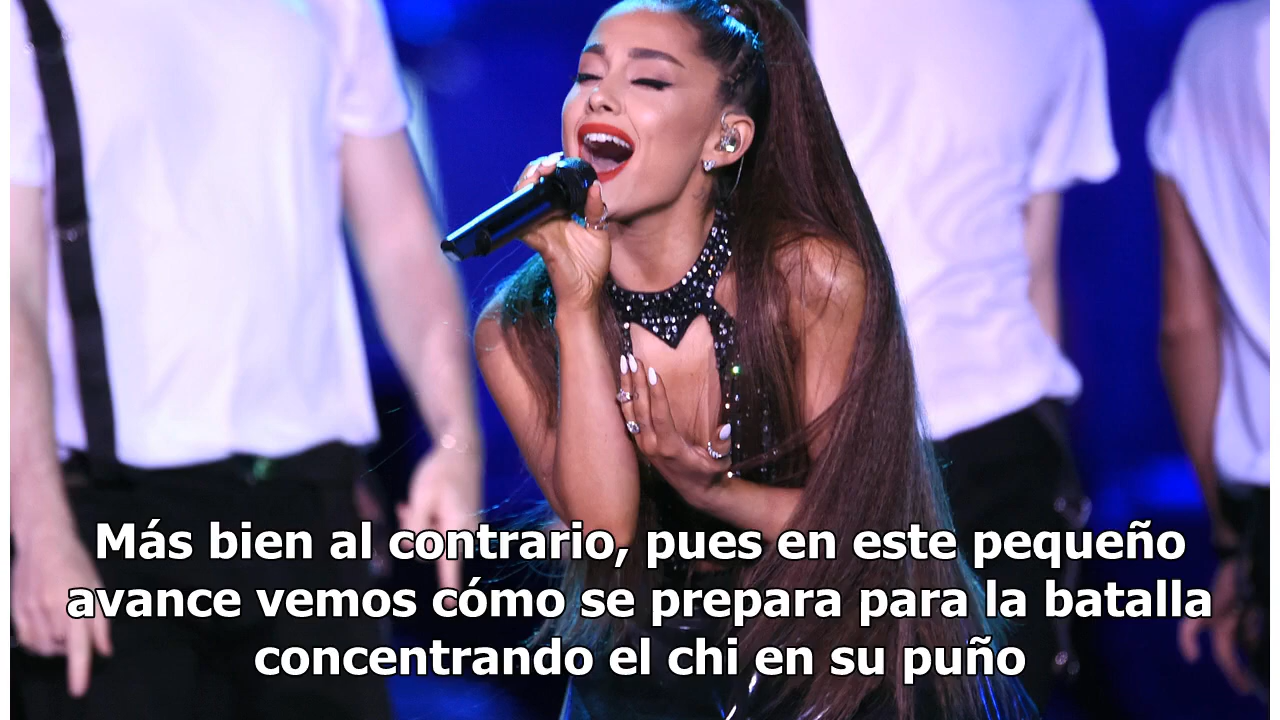 Más bien al contrario, pues en este pequeño
avance vemos cómo se prepara para la batalla
concentrando el chi en su puño